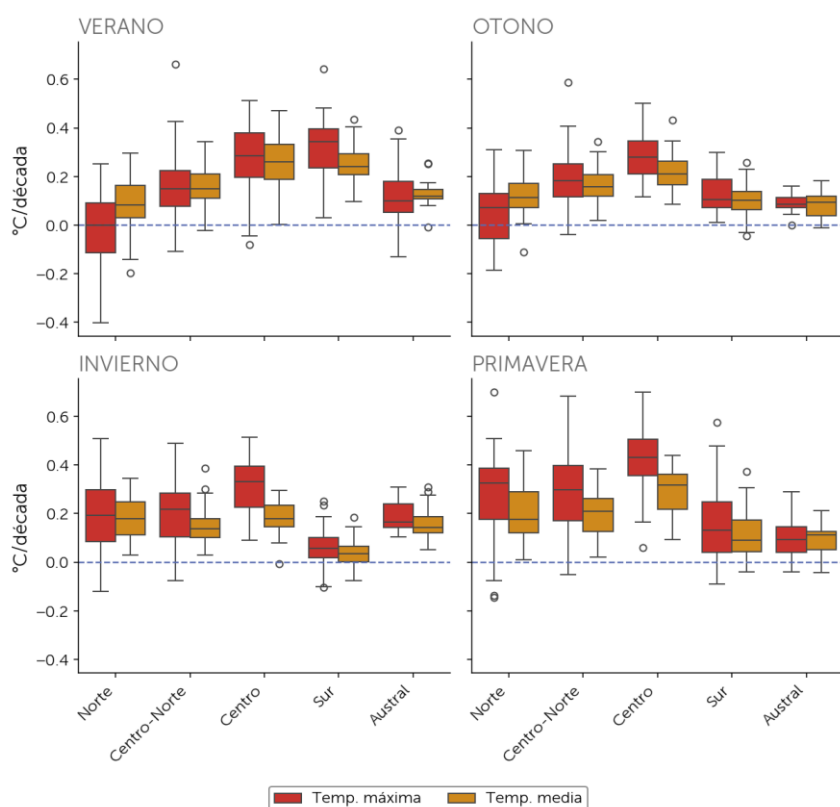 VERANO
OTONO
°C/década
0.6
0.4
0.2
0.0
−0.2
−0.4
INVIERNO
PRIMAVERA
°C/década
0.6
0.4
0.2
0.0
−0.2
−0.4
Norte
Centro-Norte
Centro
Sur
Austral
Norte
Centro-Norte
Centro
Sur
Austral
Temp. máxima
Temp. media